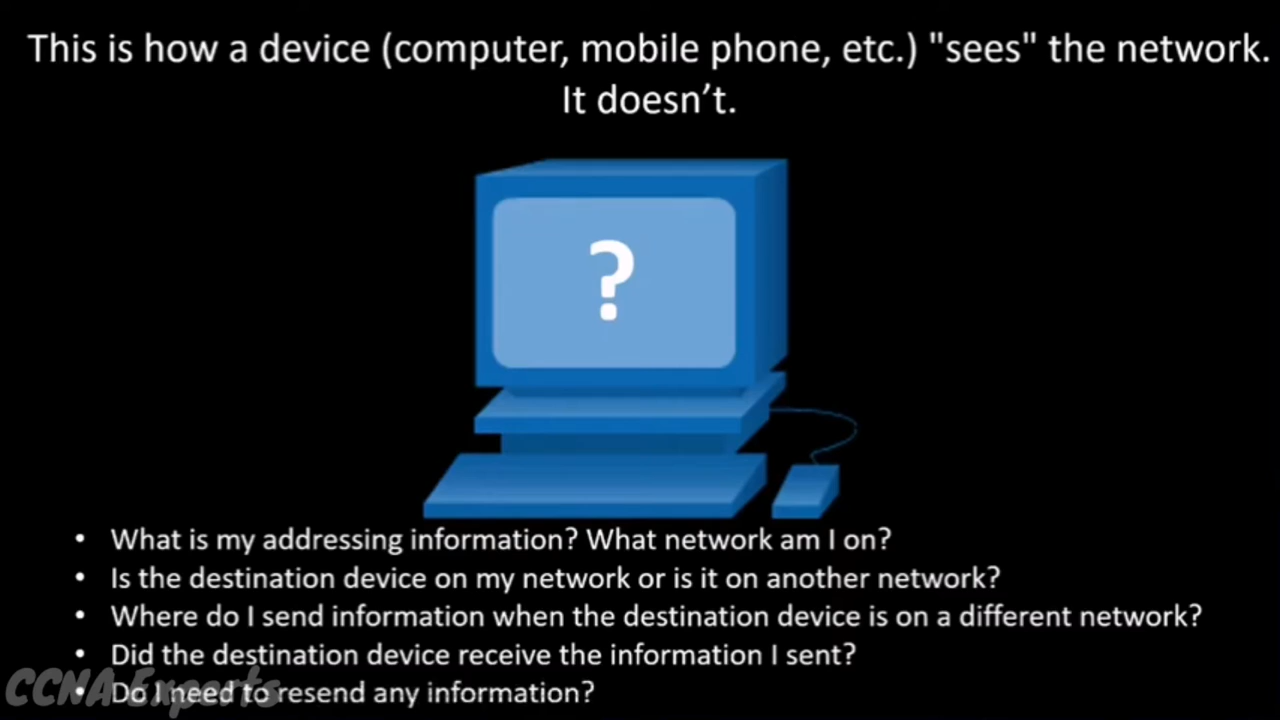 This is how a device (computer, mobile phone, etc.) "sees" the network.
It doesn’t.
?
• What is my addressing information? What network am I on?
• Is the destination device on my network or is it on another network?
• Where do I send information when the destination device is on a different network?
• Did the destination device receive the information I sent?
• Do I need to resend any information?
CCNA Experts